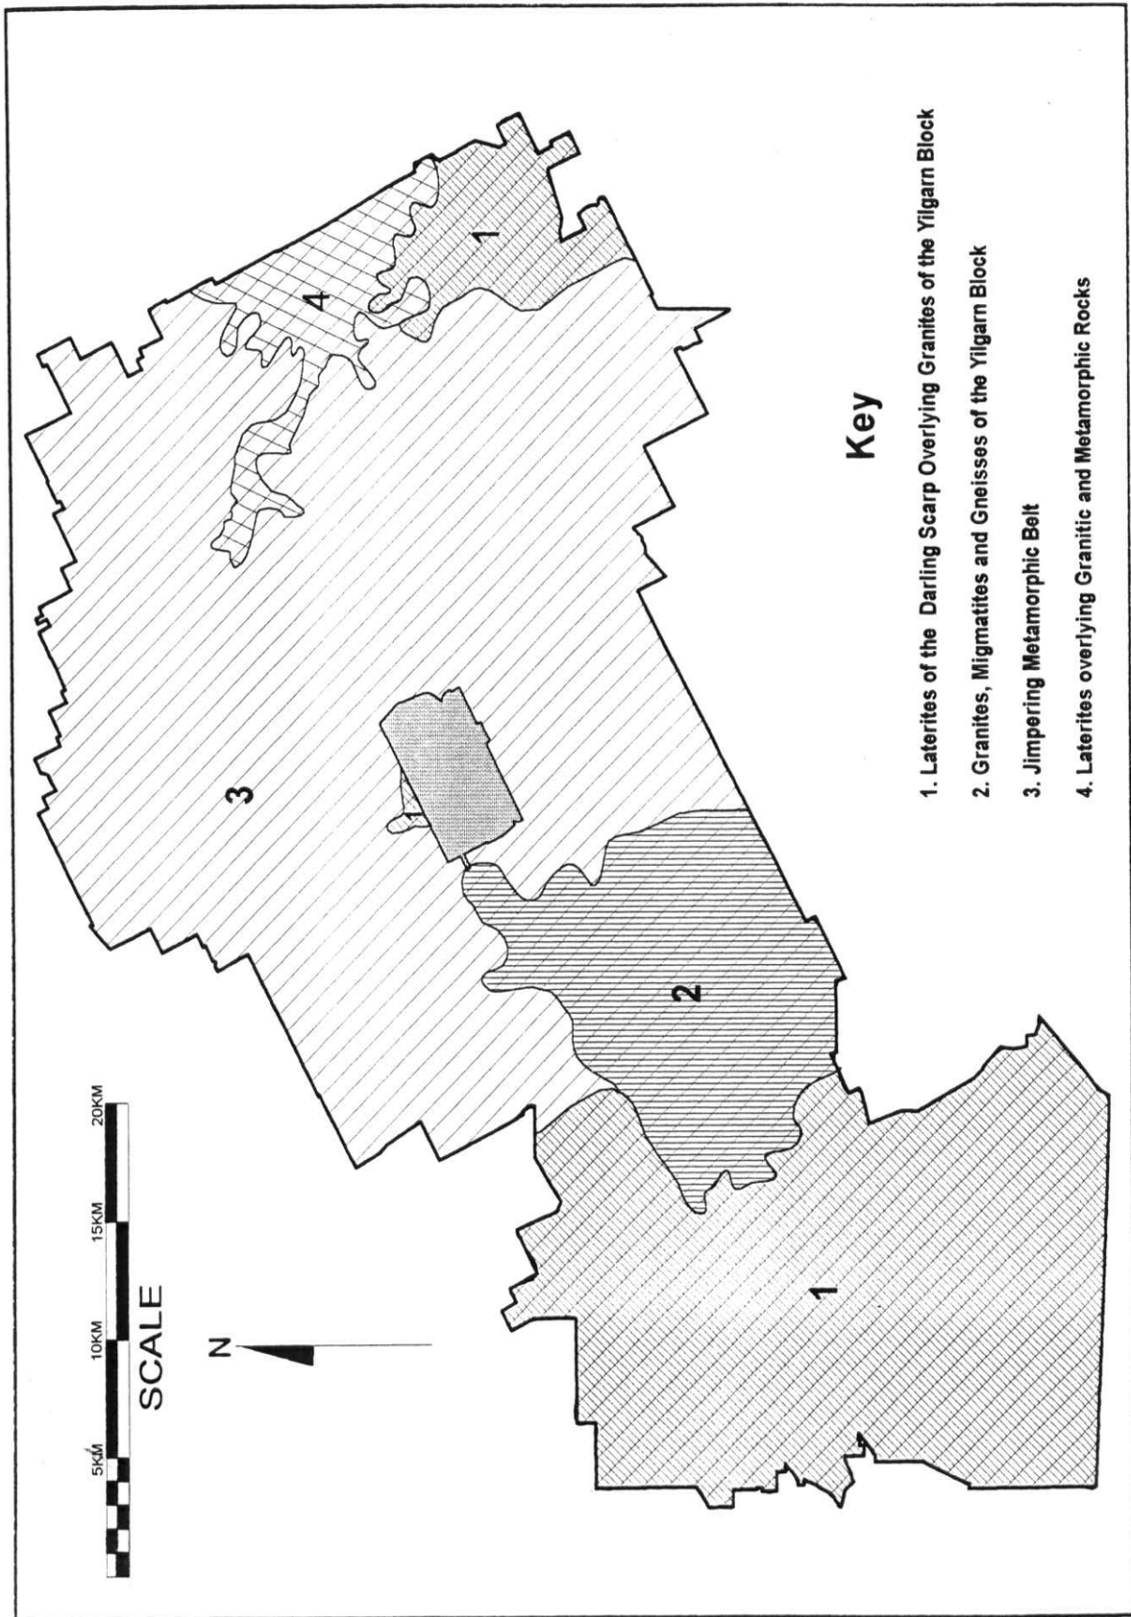 5KM 10KM 15KM 20KM
SCALE
N
3
4
1
1
2
1
Key
1. Laterites of the Darling Scarp Overlying Granites of the Yilgarn Block
2. Granites, Migmatites and Gneisses of the Yilgarn Block
3. Jimpering Metamorphic Belt
4. Laterites overlying Granitic and Metamorphic Rocks